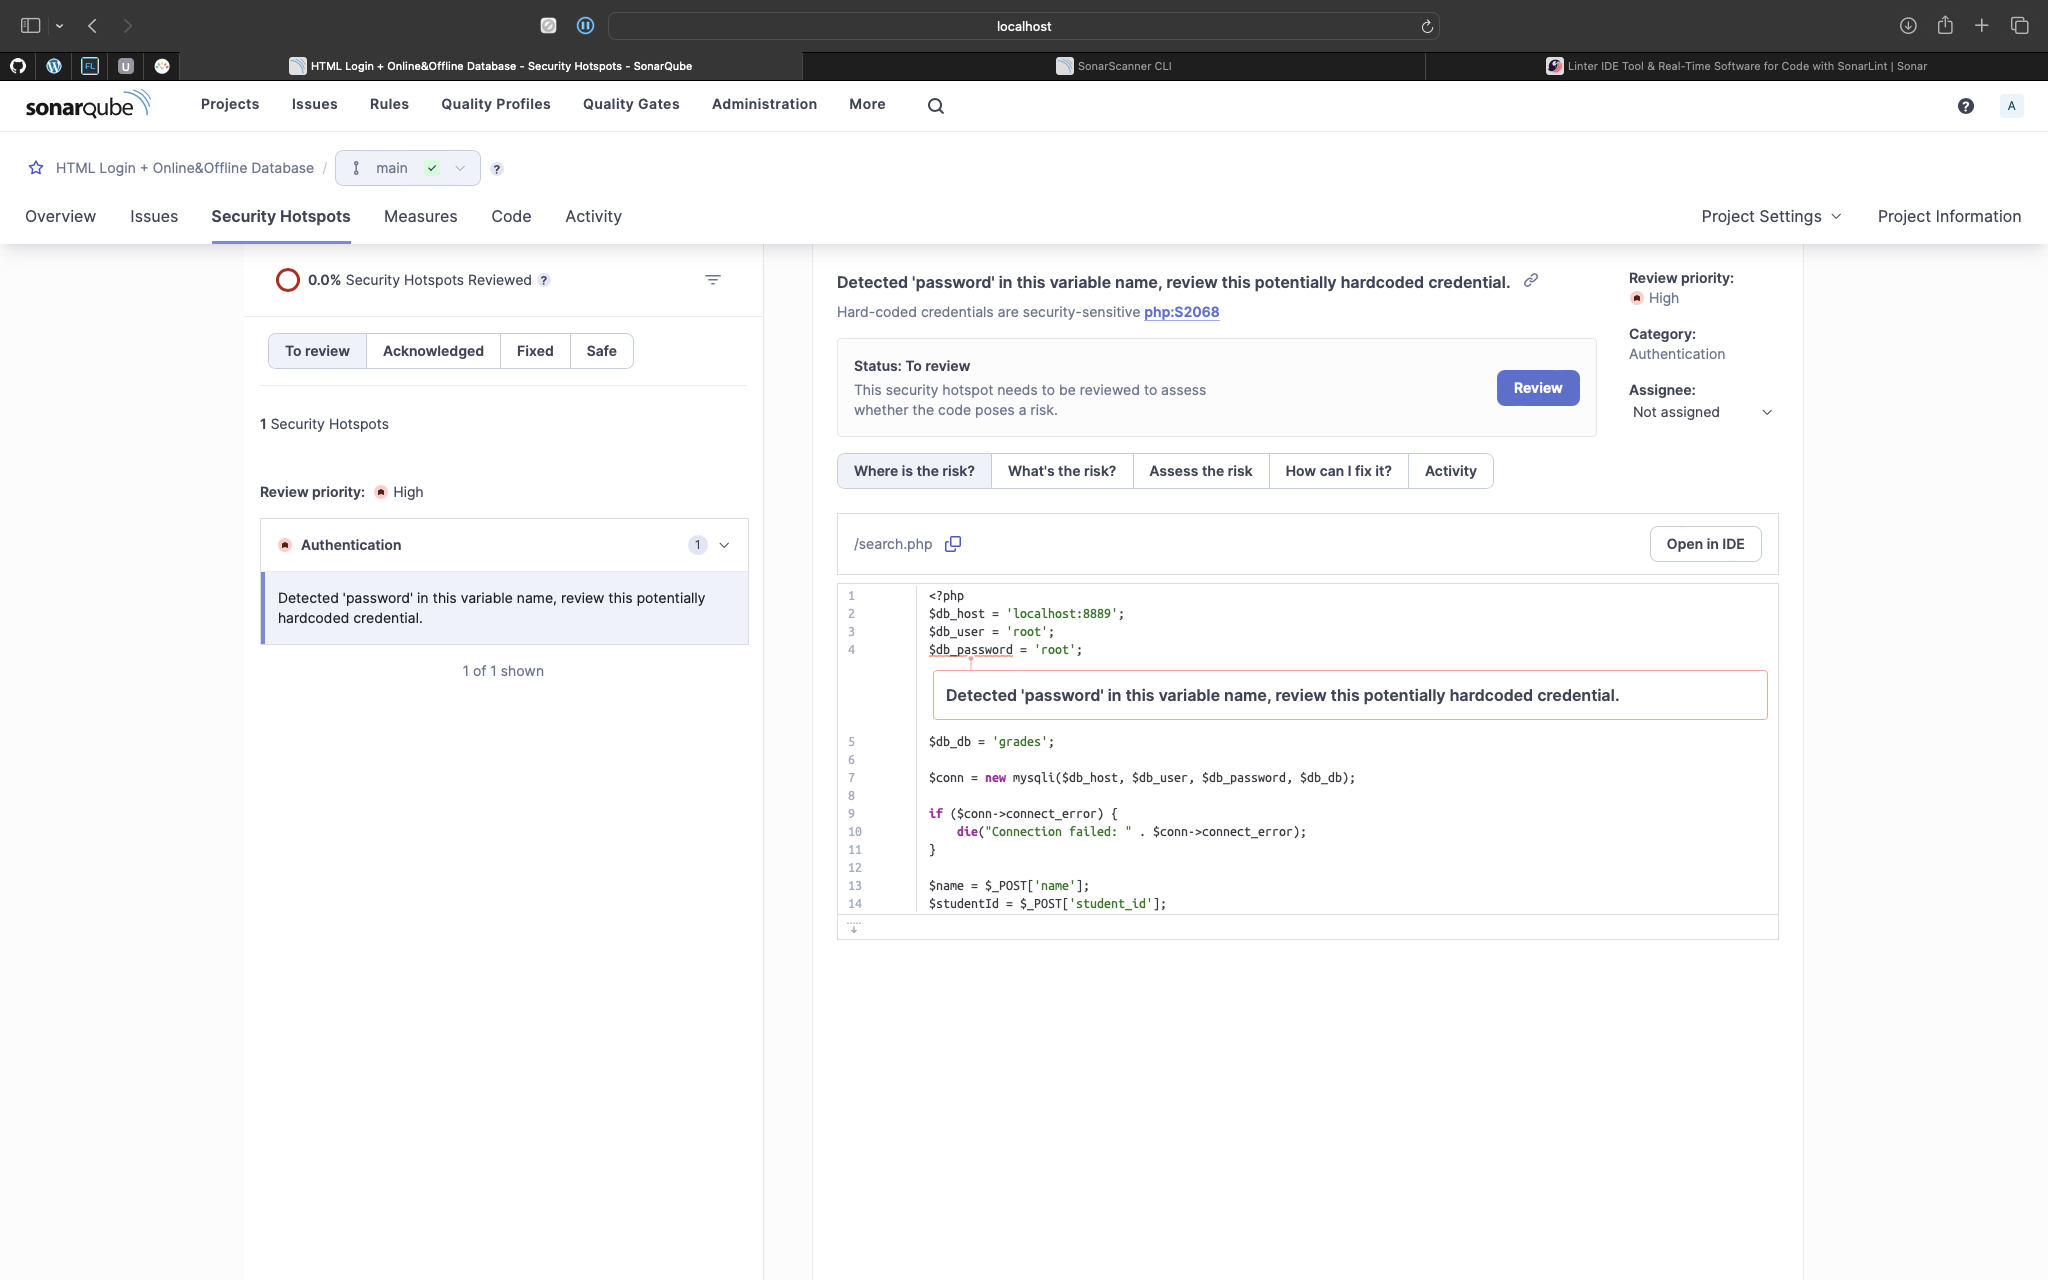 localhost
HTML Login + Online&Offline Database - Security Hotspots - SonarQube
SonarScanner CLI
Linter IDE Tool & Real-Time Software for Code with SonarLint | Sonar
FL
U
sonarqube
Projects
Issues
Rules
Quality Profiles
Quality Gates
Administration
More
?
A
HTML Login + Online&Offline Database / main ?
Overview
Issues
Security Hotspots
Measures
Code
Activity
Project Settings
Project Information
0.0% Security Hotspots Reviewed ?
To review
Acknowledged
Fixed
Safe
1 Security Hotspots
Review priority: High
Authentication 1
Detected 'password' in this variable name, review this potentially
hardcoded credential.
1 of 1 shown
Detected 'password' in this variable name, review this potentially hardcoded credential.
Hard-coded credentials are security-sensitive php:S2068
Status: To review
This security hotspot needs to be reviewed to assess
whether the code poses a risk.
Review
Review priority:
High
Category:
Authentication
Assignee:
Not assigned
Where is the risk?
What's the risk?
Assess the risk
How can I fix it?
Activity
/search.php
Open in IDE
1 <?php
2 $db_host = 'localhost:8889';
3 $db_user = 'root';
4 $db_password = 'root';
Detected 'password' in this variable name, review this potentially hardcoded credential.
5 $db_db = 'grades';
6
7 $conn = new mysqli($db_host, $db_user, $db_password, $db_db);
8
9 if ($conn->connect_error) {
10 die("Connection failed: " . $conn->connect_error);
11 }
12
13 $name = $_POST['name'];
14 $studentId = $_POST['student_id'];